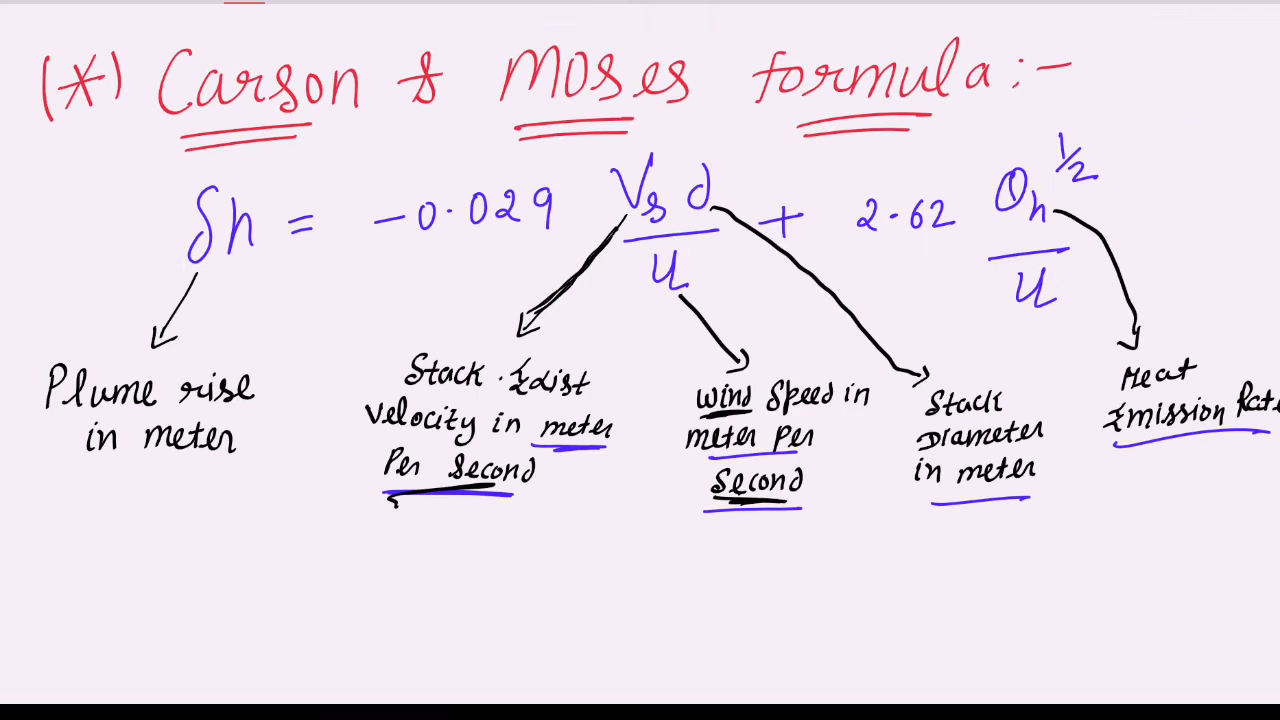 (*) Carson & Moses formula:-
δh = -0.029 Vs d / u + 2.62 Qh^1/2 / u
Plume rise
in meter
Stack Exist
velocity in meter
Per Second
Wind Speed in
meter per
Second
Stack
Diameter
in meter
Heat
Emission Rate